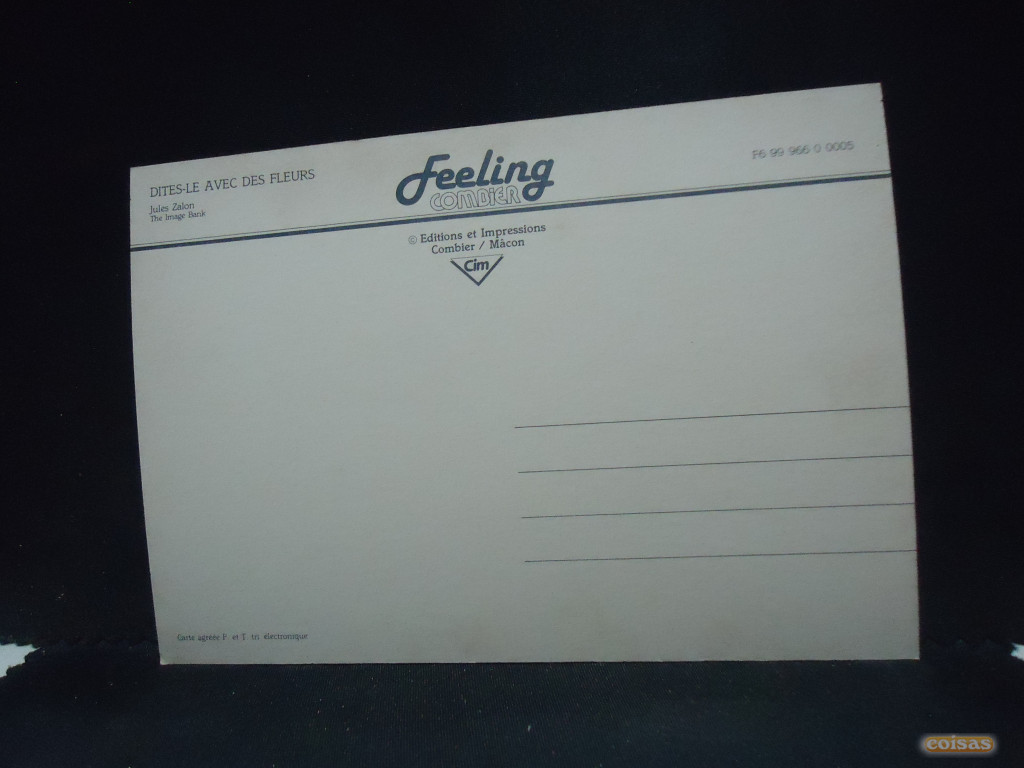 DITES-LE AVEC DES FLEURS
Jules Zalon
The Image Bank
Feeling
COMBIER
F6 99 966 0 0005
© Editions et Impressions
Combier / Mâcon
Cim
Carte agréée P. et T. tri électronique
coisas